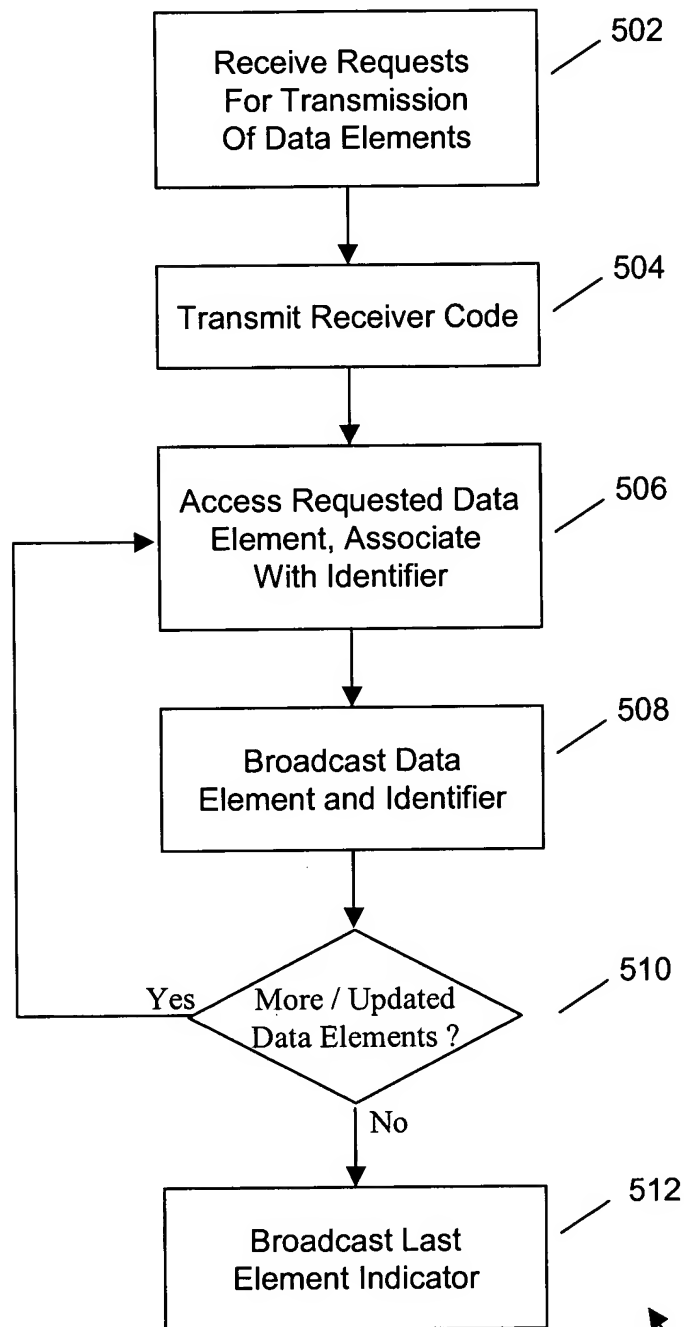 502
Receive Requests
For Transmission
Of Data Elements
504
Transmit Receiver Code
506
Access Requested Data
Element, Associate
With Identifier
508
Broadcast Data
Element and Identifier
510
Yes
More / Updated
Data Elements ?
No
512
Broadcast Last
Element Indicator